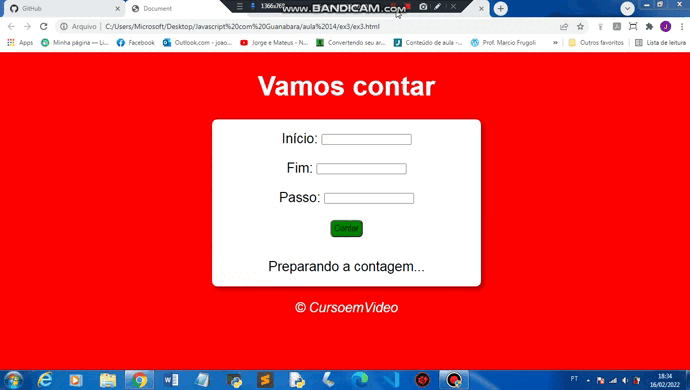 1366x768
www.BANDICAM.com
GitHub
Document
Arquivo | C:/Users/Microsoft/Desktop/Javascript%20com%20Guanabara/aula%2014/ex3/ex3.html
Apps
Minha página — Li...
Facebook
Outlook.com - joao...
YouTube
Jorge e Mateus - N...
Convertendo seu ar...
Conteúdo de aula -...
Prof. Marcio Frugoli
»
Outros favoritos
Lista de leitura
Vamos contar
Início:
Fim:
Passo:
Contar
Preparando a contagem...
© CursoemVideo
PT
18:34
16/02/2022